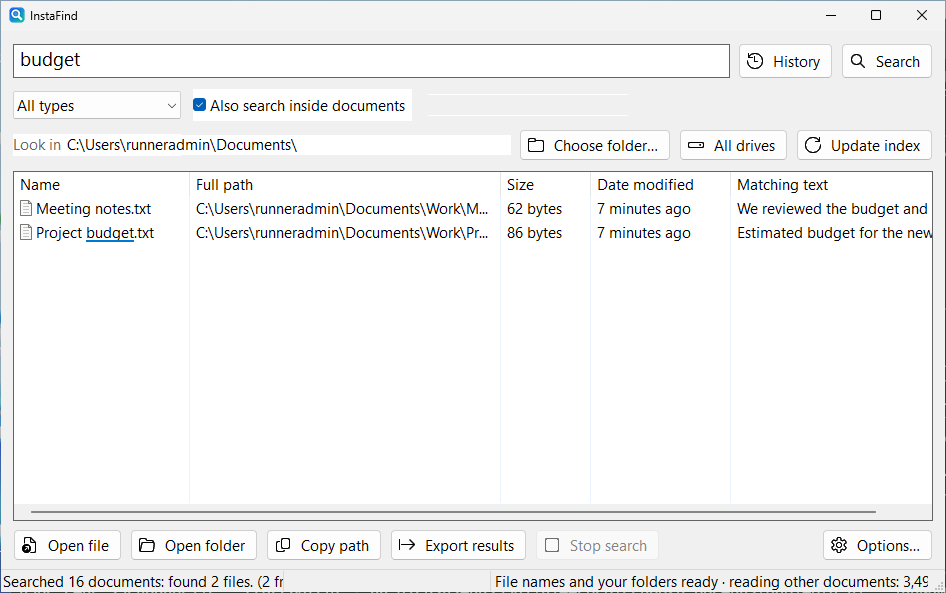 InstaFind
budget
History
Search
All types
Also search inside documents
Look in C:\Users\runneradmin\Documents\
Choose folder...
All drives
Update index
Name Full path Size Date modified Matching text
Meeting notes.txt C:\Users\runneradmin\Documents\Work\M... 62 bytes 7 minutes ago We reviewed the budget and
Project budget.txt C:\Users\runneradmin\Documents\Work\Pr... 86 bytes 7 minutes ago Estimated budget for the new
Open file
Open folder
Copy path
Export results
Stop search
Options...
Searched 16 documents: found 2 files. (2 fr
File names and your folders ready · reading other documents: 3,49